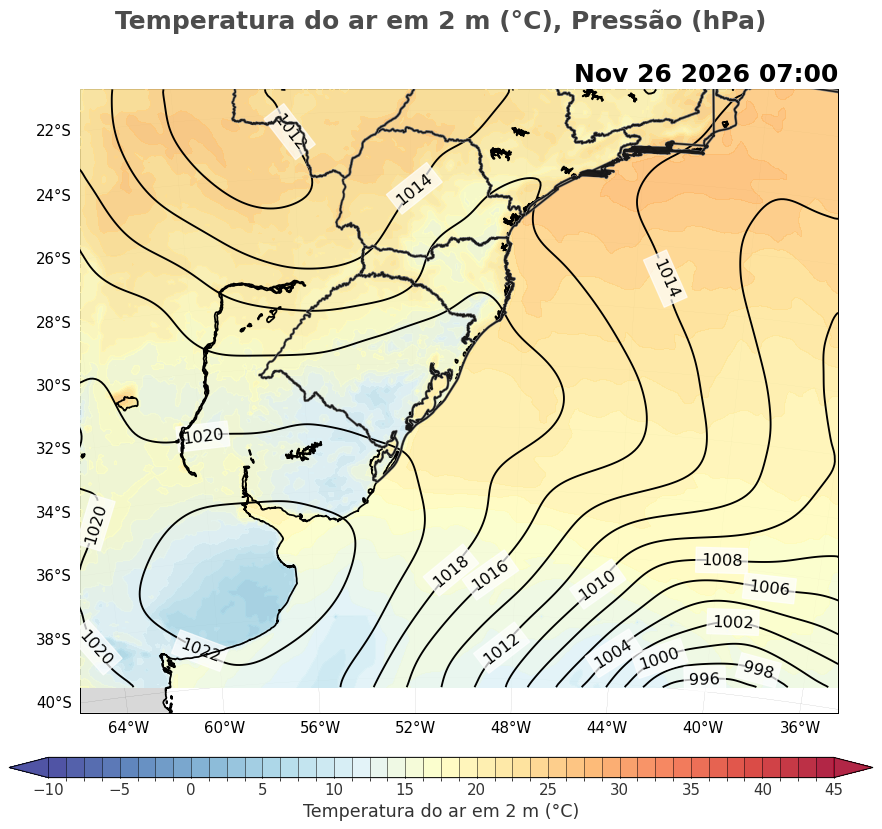 Temperatura do ar em 2 m (°C), Pressão (hPa)
Nov 26 2026 07:00
22°S
24°S
26°S
28°S
30°S
32°S
34°S
36°S
38°S
40°S
1012
1014
1014
1020
1020
1018
1016
1010
1008
1006
1002
1020
1022
1012
1004
1000
998
996
64°W 60°W 56°W 52°W 48°W 44°W 40°W 36°W
−10 −5 0 5 10 15 20 25 30 35 40 45
Temperatura do ar em 2 m (°C)